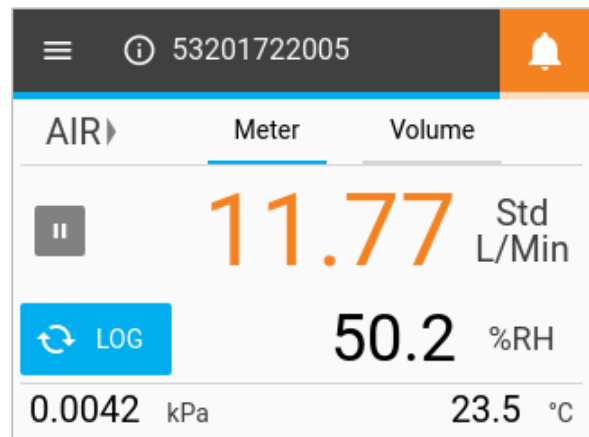 53201722005
AIR Meter Volume
11.77 Std L/Min
LOG 50.2 %RH
0.0042 kPa 23.5 °C